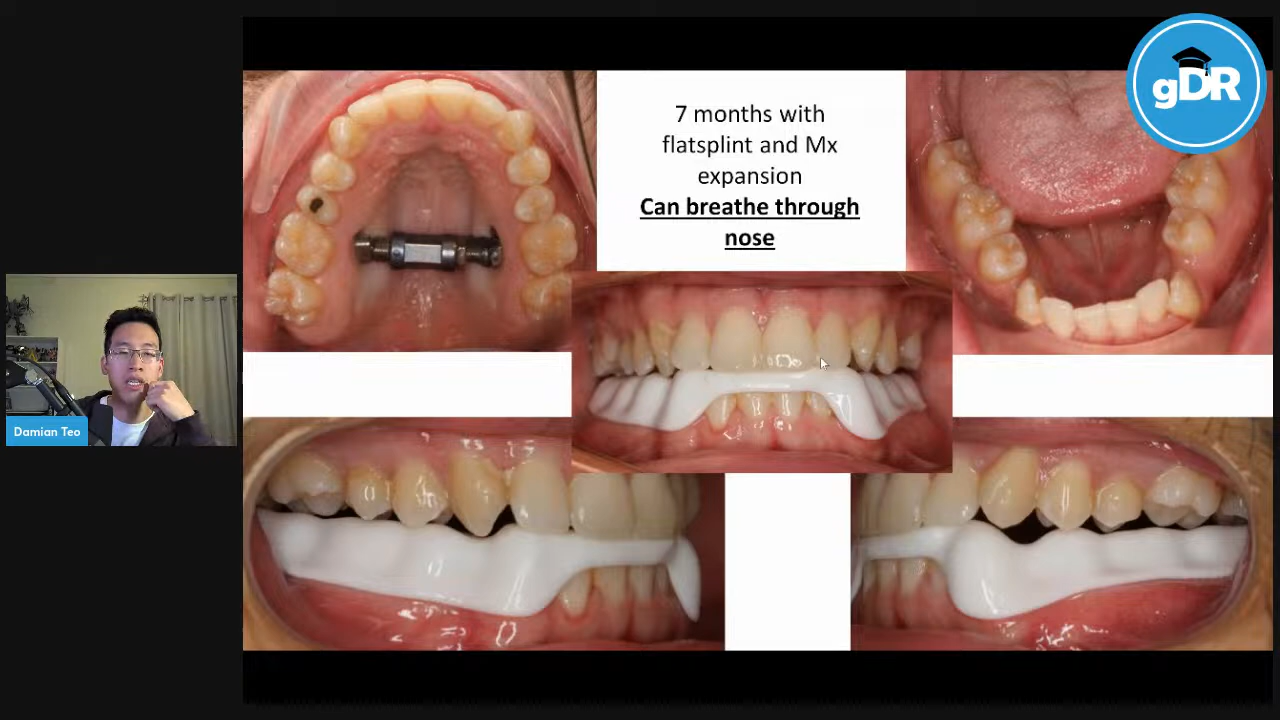 gDR
7 months with
flatsplint and Mx
expansion
Can breathe through
nose
Damian Teo